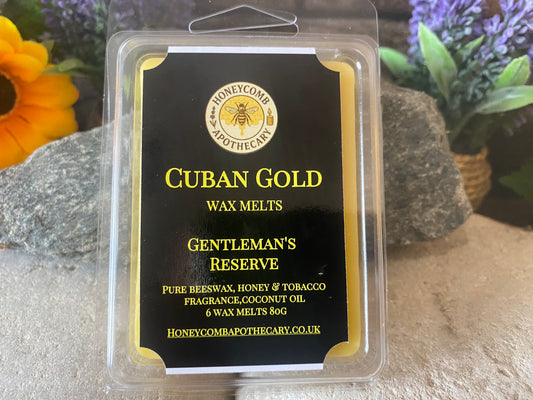 HONEYCOMB
APOTHECARY
CUBAN GOLD
WAX MELTS
GENTLEMAN'S
RESERVE
PURE BEESWAX, HONEY & TOBACCO
FRAGRANCE,COCONUT OIL
6 WAX MELTS 80G
HONEYCOMBAPOTHECARY.CO.UK